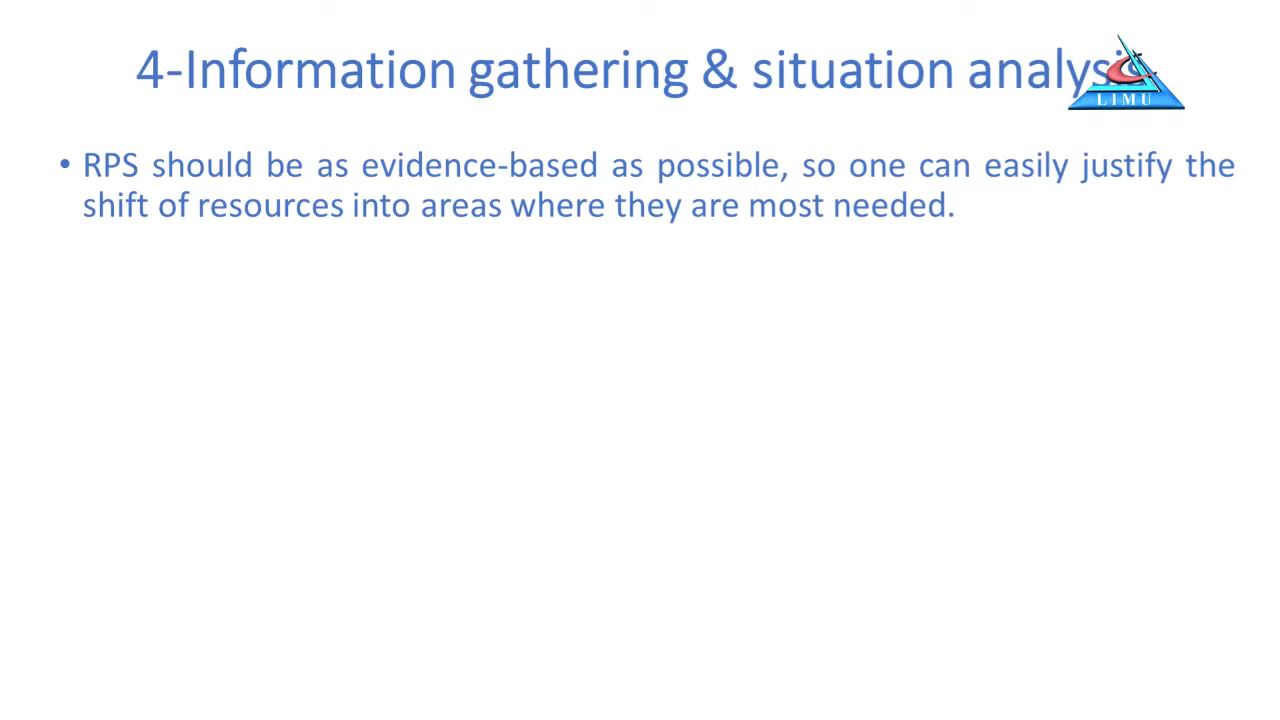 4-Information gathering & situation analysis
LIMU
• RPS should be as evidence-based as possible, so one can easily justify the
shift of resources into areas where they are most needed.